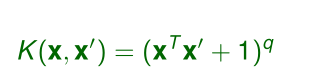 K(𝐱, 𝐱′) = (𝐱ᵀ𝐱′ + 1)^q